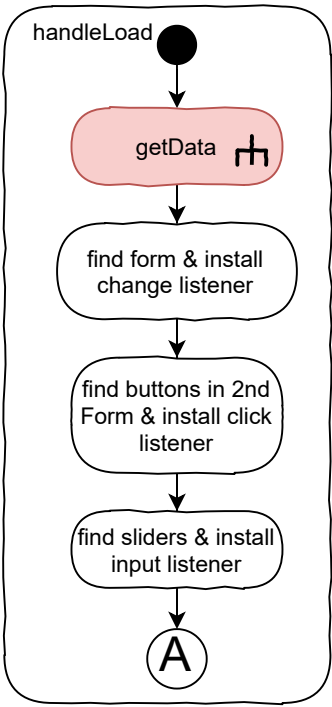 handleLoad
getData
find form & install
change listener
find buttons in 2nd
Form & install click
listener
find sliders & install
input listener
A